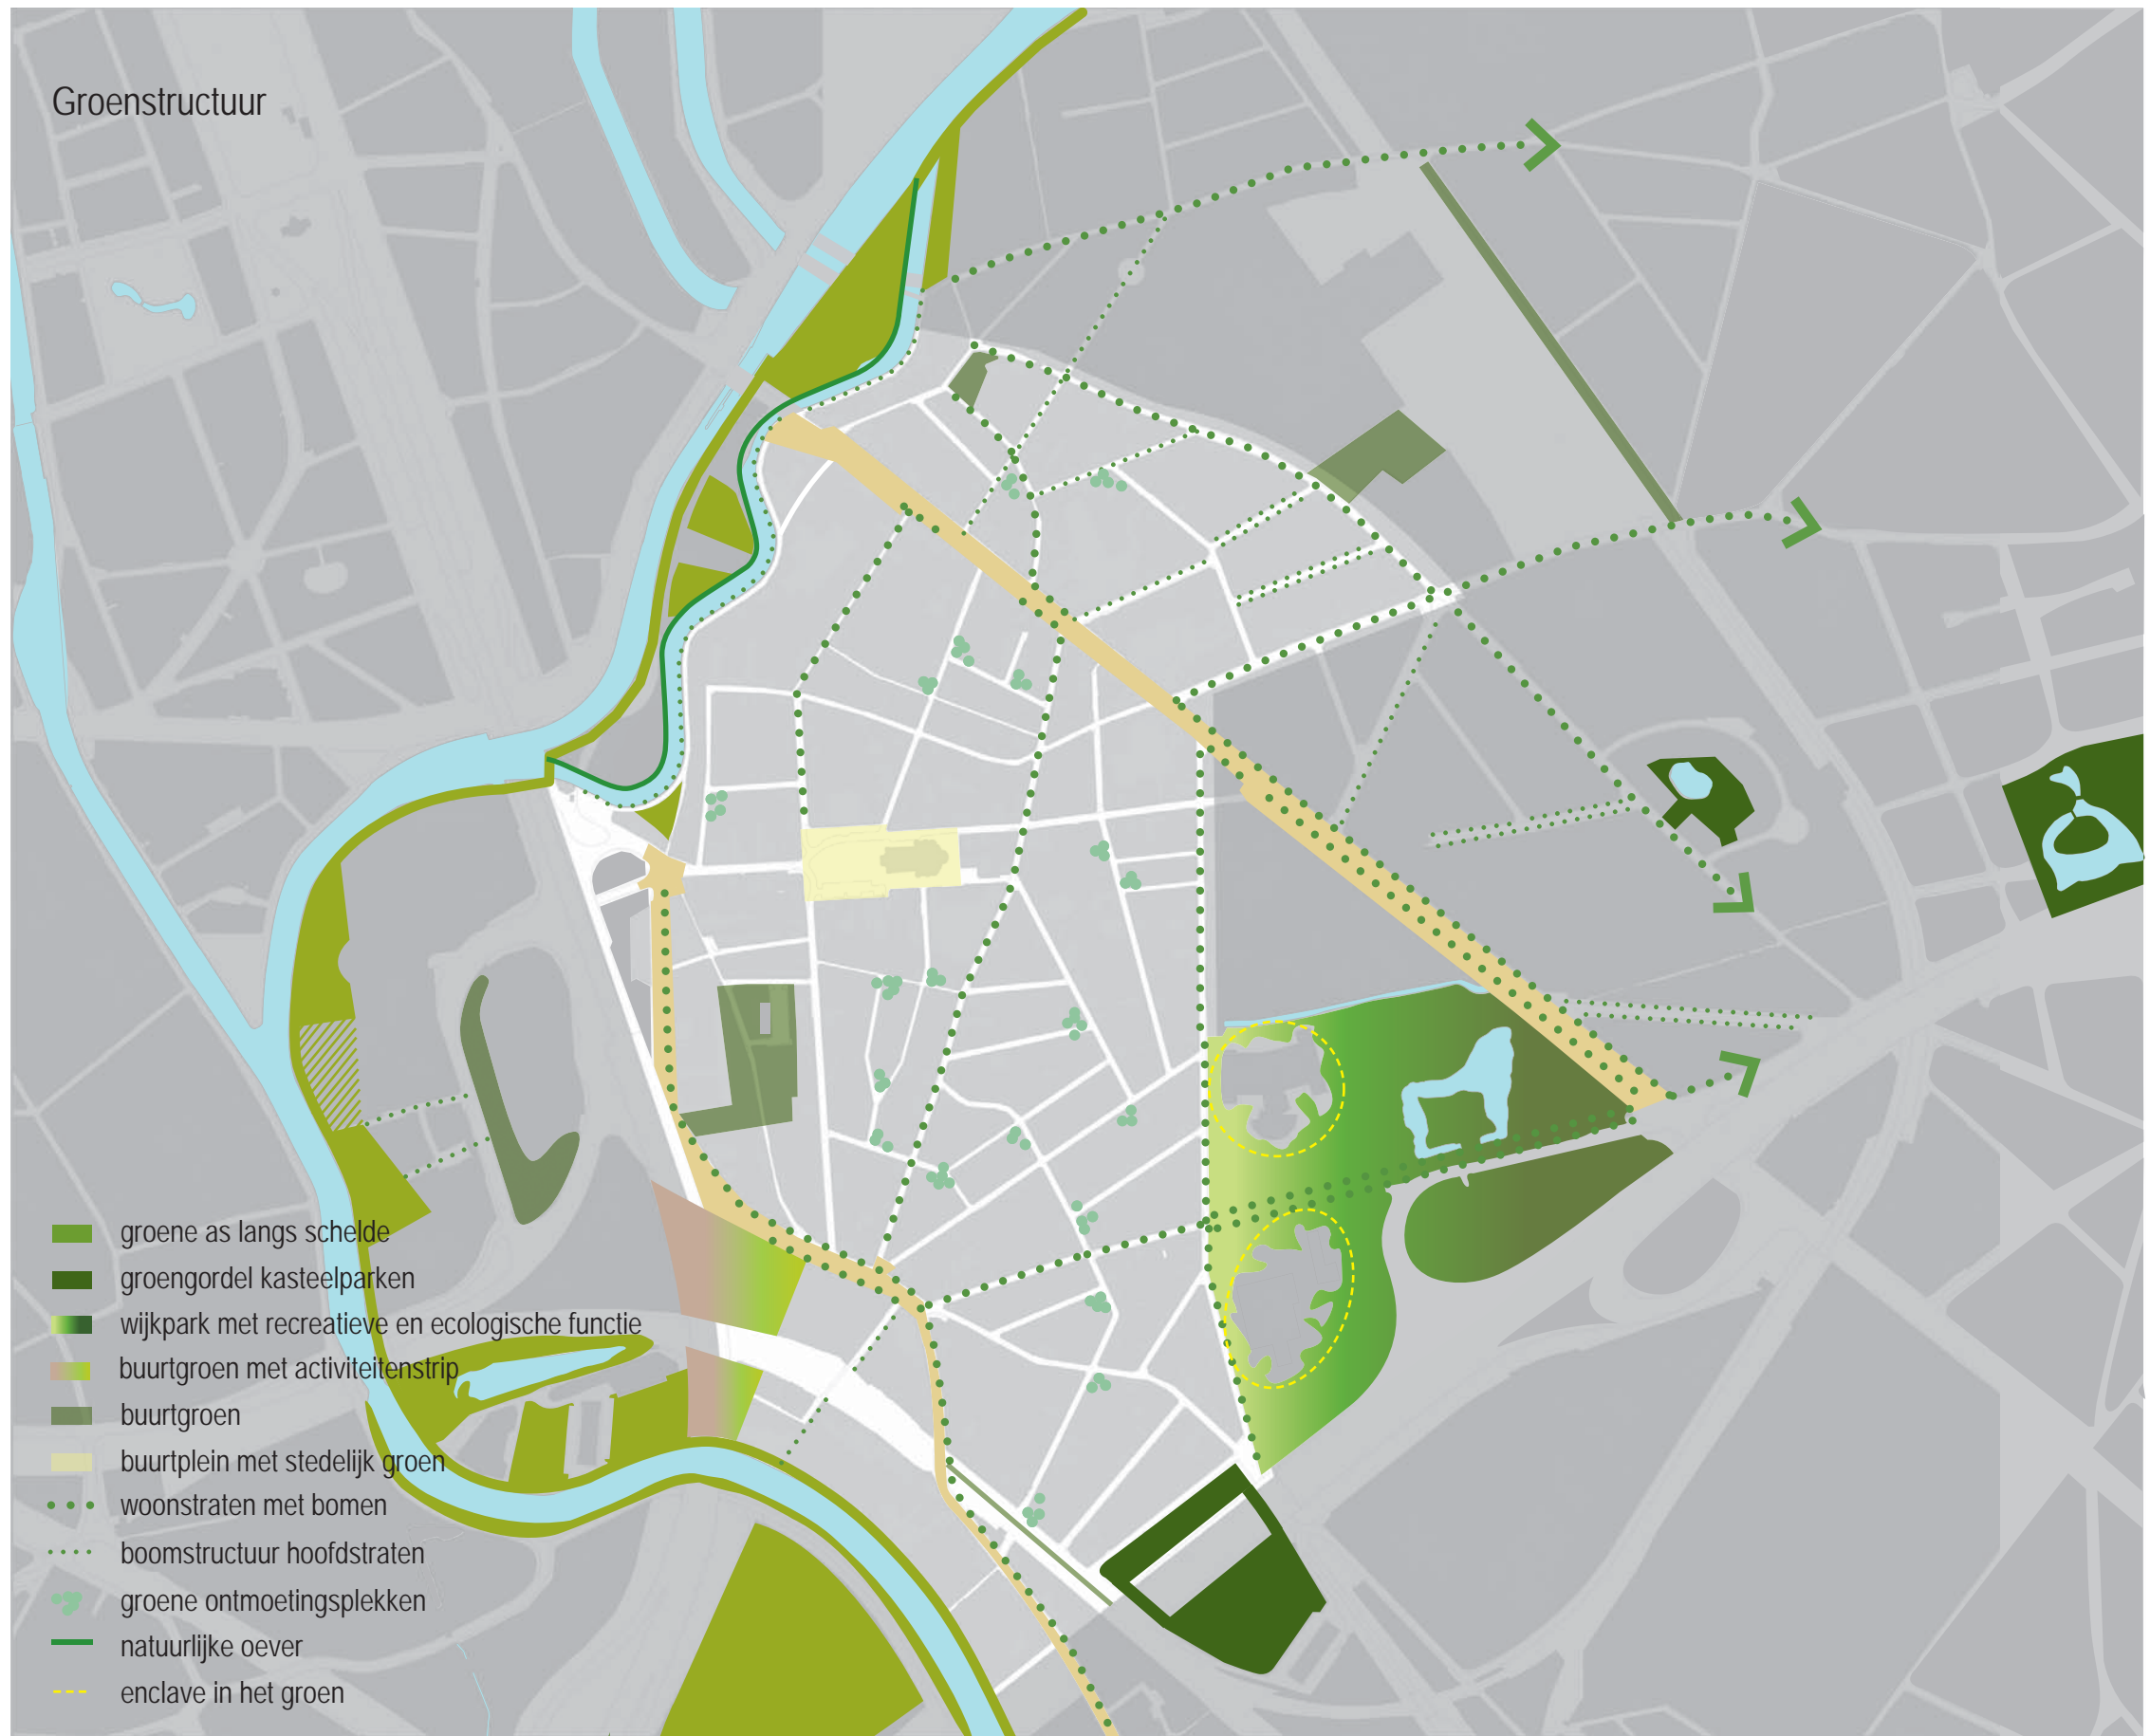 Groenstructuur
groene as langs schelde
groengordel kasteelparken
wijkpark met recreatieve en ecologische functie
buurtgroen met activiteitenstrip
buurtgroen
buurtplein met stedelijk groen
woonstraten met bomen
boomstructuur hoofdstraten
groene ontmoetingsplekken
natuurlijke oever
enclave in het groen